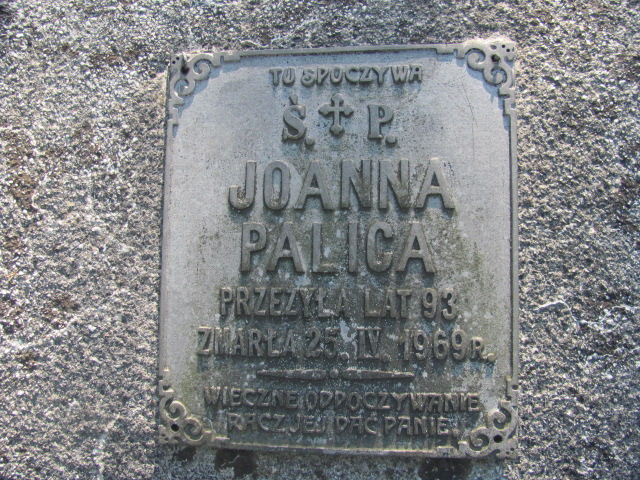 TU SPOCZYWA
Ś. P.
JOANNA
PALICA
PRZEŻYŁA LAT 93.
ZMARŁA 25. IV. 1969 R.
WIECZNE ODPOCZYWANIE
RACZ JEJ DAĆ PANIE.